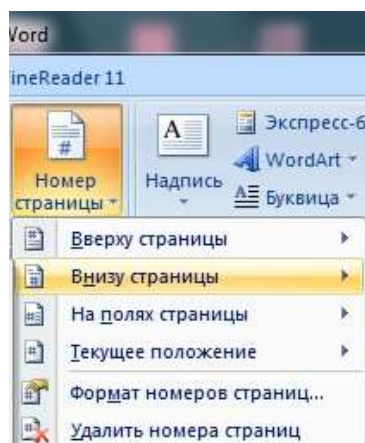 Word
ineReader 11
Номер страницы
Надпись
Экспресс-б
WordArt
Буквица
Вверху страницы
Внизу страницы
На полях страницы
Текущее положение
Формат номеров страниц...
Удалить номера страниц